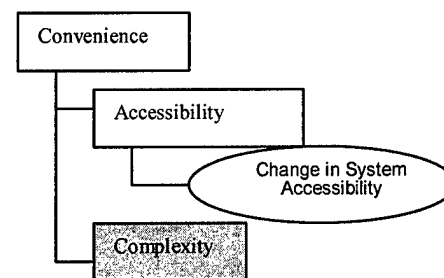 Convenience
Accessibility
Change in System
Accessibility
Complexity